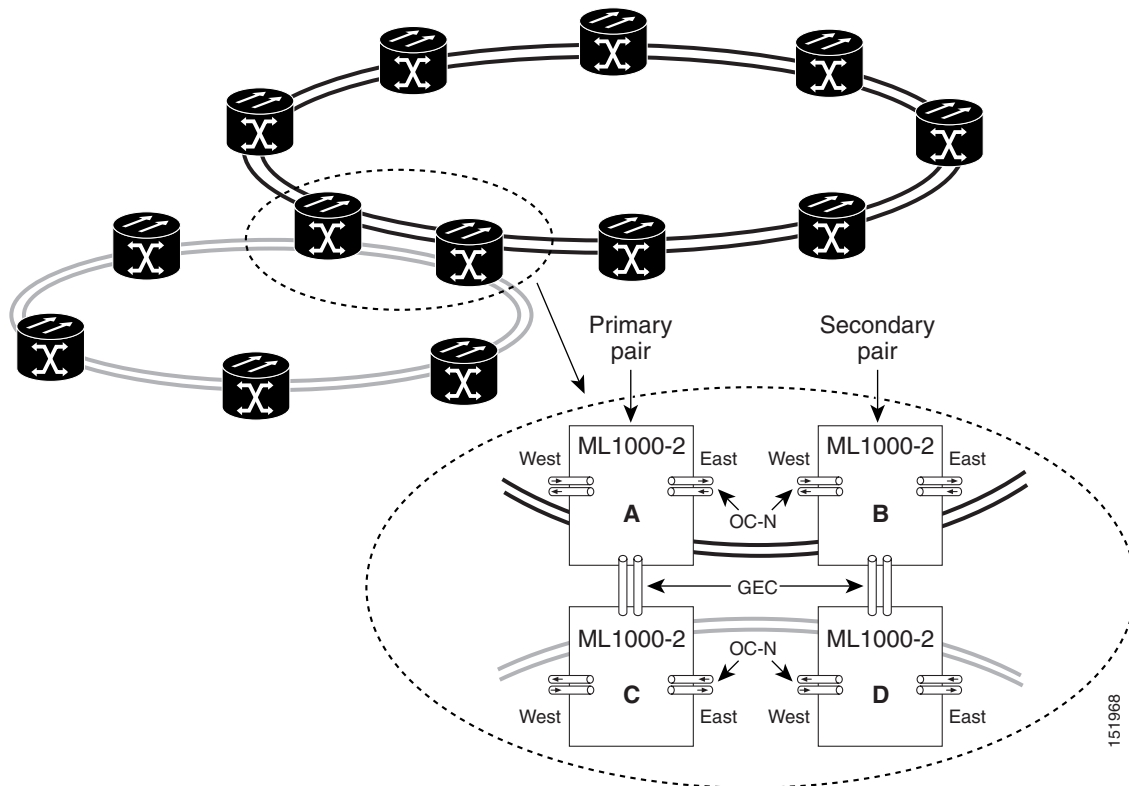 Primary
pair
Secondary
pair
ML1000-2
ML1000-2
West
East
West
East
A
OC-N
B
GEC
ML1000-2
ML1000-2
OC-N
C
D
West
East
West
East
151968